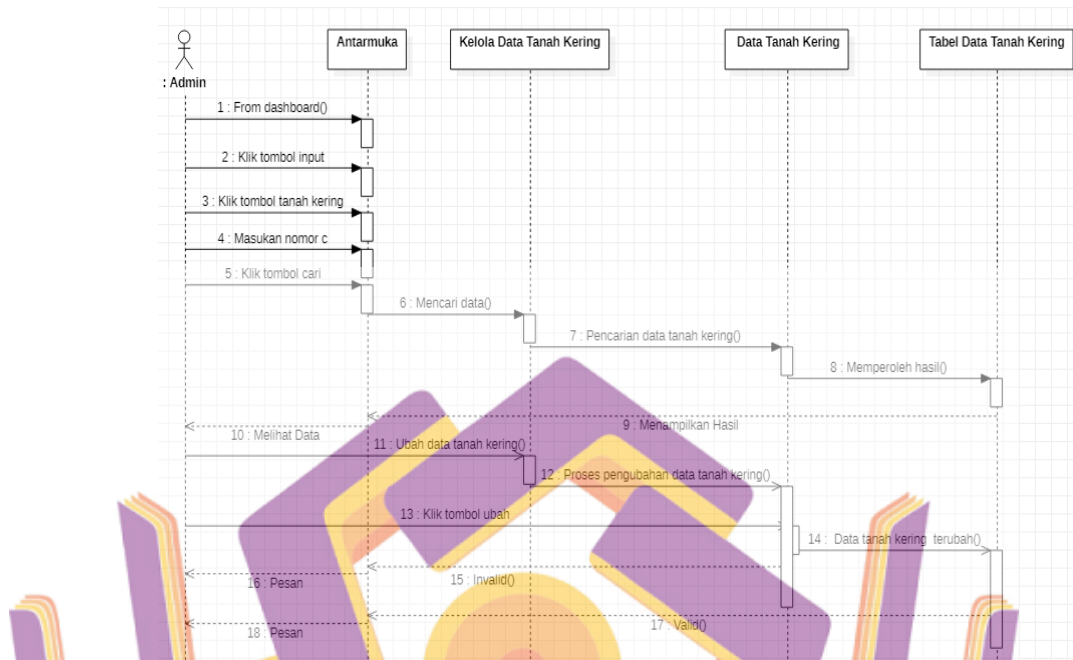 Antarmuka
Kelola Data Tanah Kering
Data Tanah Kering
Tabel Data Tanah Kering
: Admin
1 : From dashboard()
2 : Klik tombol input
3 : Klik tombol tanah kering
4 : Masukan nomor c
5 : Klik tombol cari
6 : Mencari data()
7 : Pencarian data tanah kering()
8 : Memperoleh hasil()
9 : Menampilkan Hasil
10 : Melihat Data
11 : Ubah data tanah kering()
12 : Proses pengubahan data tanah kering()
13 : Klik tombol ubah
14 : Data tanah kering terubah()
15 : Invalid()
16 : Pesan
17 : Valid()
18 : Pesan